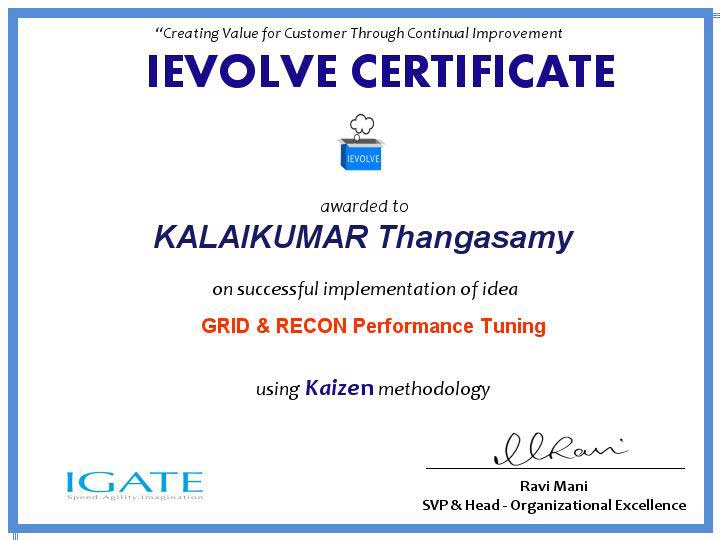 “Creating Value for Customer Through Continual Improvement
IEVOLVE CERTIFICATE
IEVOLVE
awarded to
KALAIKUMAR Thangasamy
on successful implementation of idea
GRID & RECON Performance Tuning
using Kaizen methodology
Ravi
IGATE
Speed.Agility.Imagination
Ravi Mani
SVP & Head - Organizational Excellence